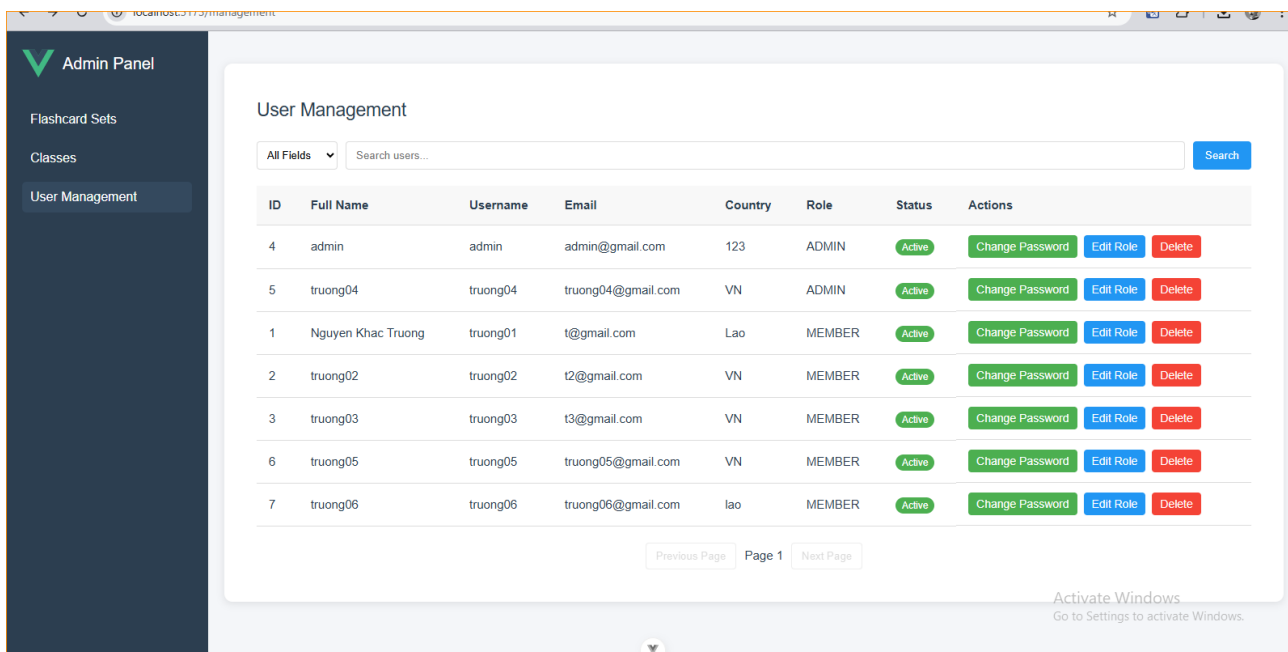 localhost:5173/management
Admin Panel
Flashcard Sets
Classes
User Management
User Management
All Fields Search users... Search
ID Full Name Username Email Country Role Status Actions
4 admin admin admin@gmail.com 123 ADMIN Active Change Password Edit Role Delete
5 truong04 truong04 truong04@gmail.com VN ADMIN Active Change Password Edit Role Delete
1 Nguyen Khac Truong truong01 t@gmail.com Lao MEMBER Active Change Password Edit Role Delete
2 truong02 truong02 t2@gmail.com VN MEMBER Active Change Password Edit Role Delete
3 truong03 truong03 t3@gmail.com VN MEMBER Active Change Password Edit Role Delete
6 truong05 truong05 truong05@gmail.com VN MEMBER Active Change Password Edit Role Delete
7 truong06 truong06 truong06@gmail.com lao MEMBER Active Change Password Edit Role Delete
Previous Page Page 1 Next Page
Activate Windows
Go to Settings to activate Windows.